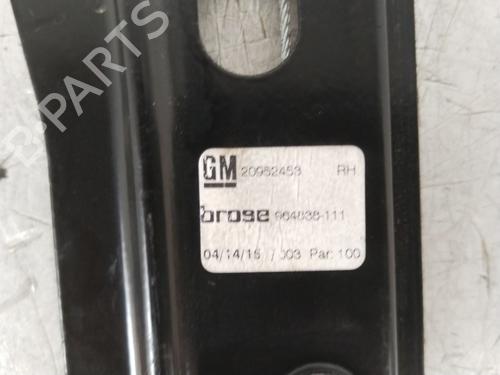 GM 20952453 RH
brose 964838-111
04/14/15 / 003 Par: 100
B-PARTS